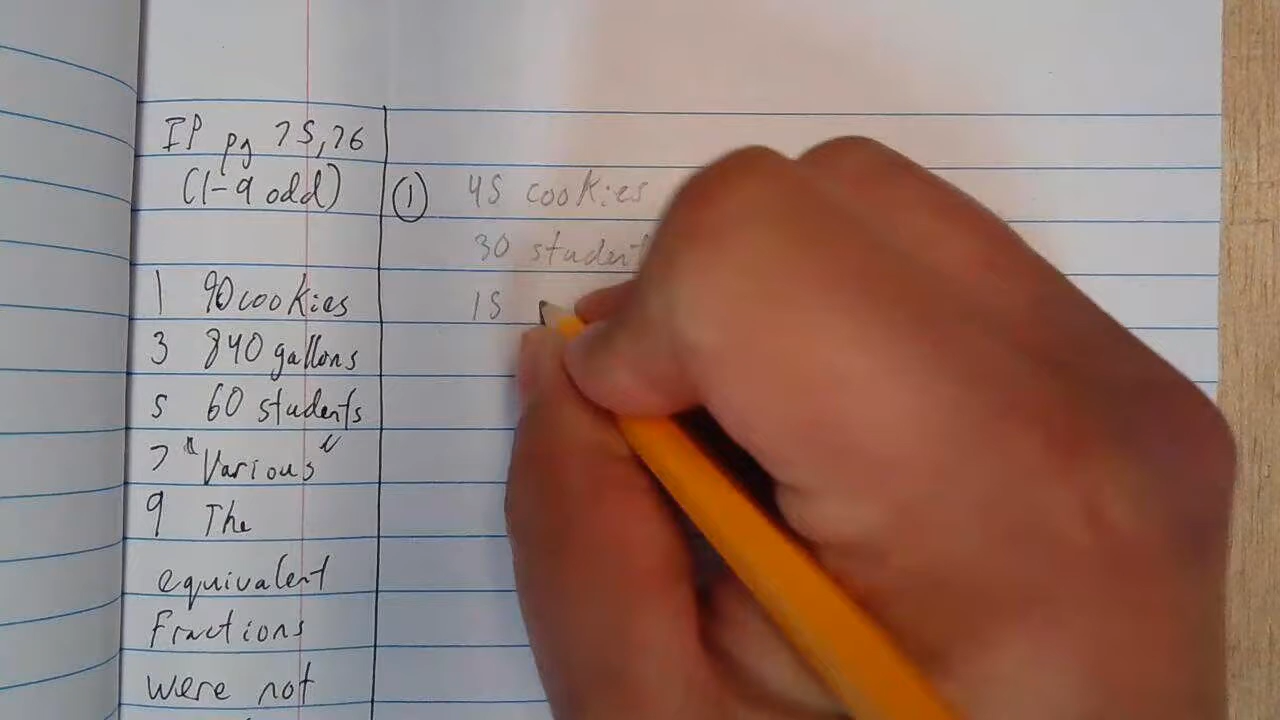 IP pg 75,76
(1-9 odd)
1 90 cookies
3 840 gallons
5 60 students
7 "Various"
9 The
equivalent
fractions
were not
① 45 cookies
30 student
15